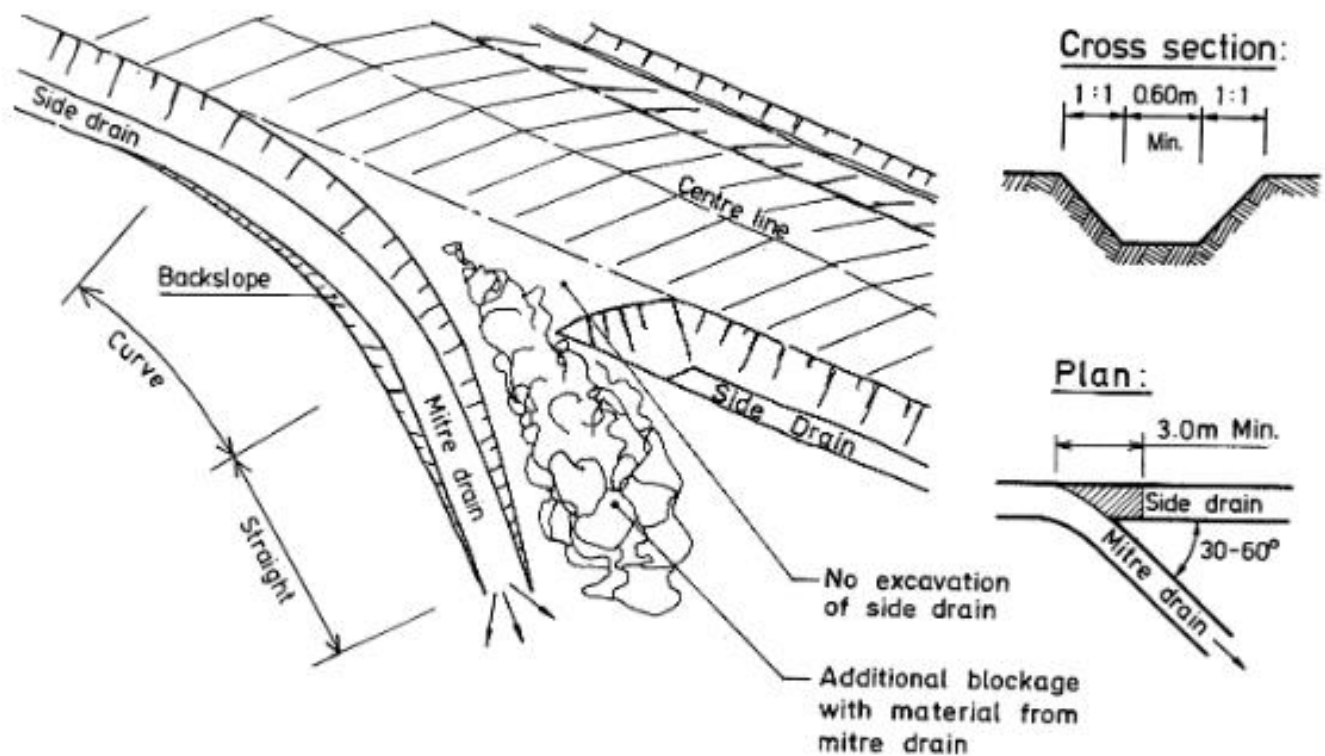 Side drain
Backslope
Curve
Straight
Mitre drain
Centre line
Side Drain
No excavation
of side drain
Additional blockage
with material from
mitre drain
Cross section:
1:1 0.60m 1:1
Min.
Plan:
3.0m Min.
Side drain
30-60°
Mitre drain